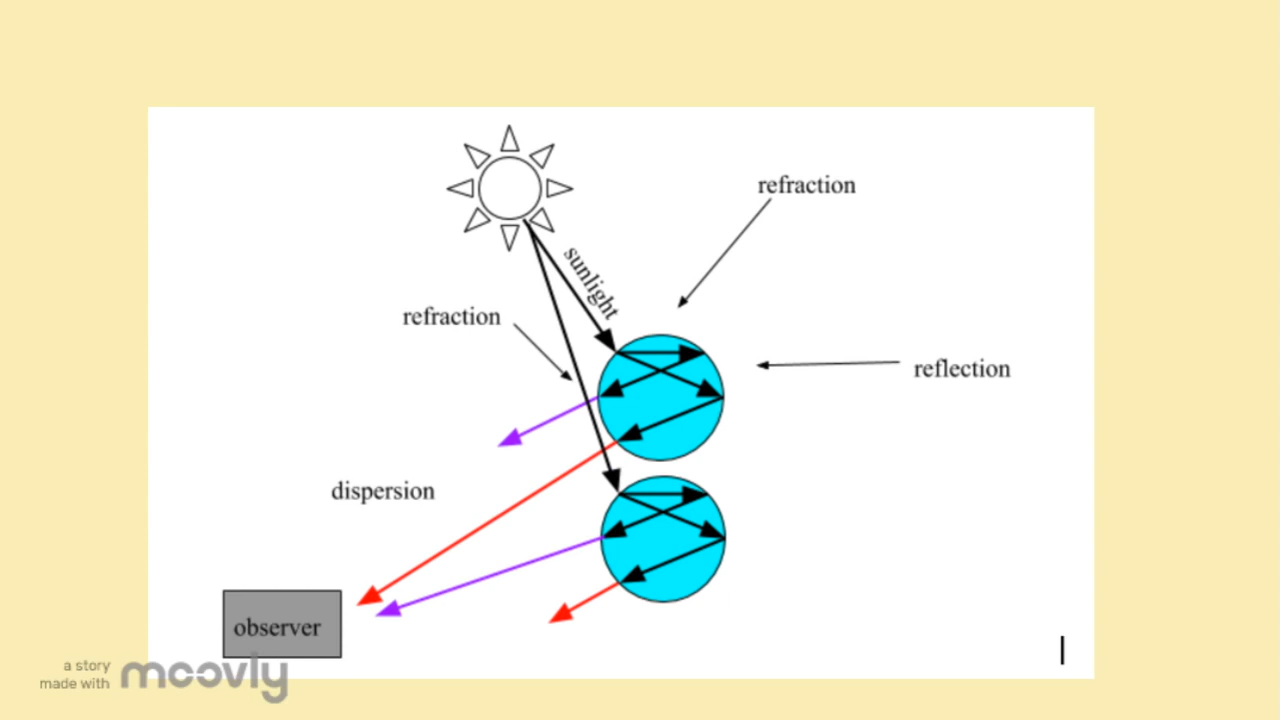 refraction
sunlight
refraction
reflection
dispersion
observer
a story
made with moovly